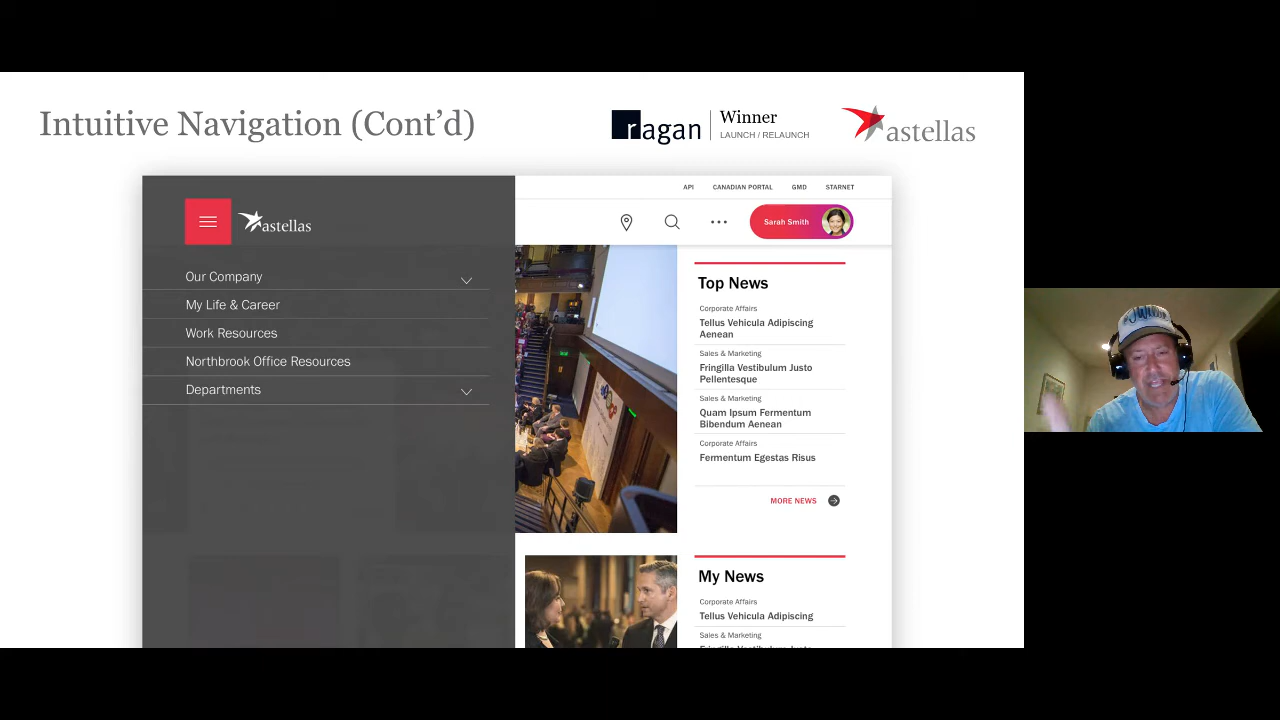 Intuitive Navigation (Cont’d)
ragan
Winner
LAUNCH / RELAUNCH
astellas
API
CANADIAN PORTAL
GMD
STARNET
astellas
Sarah Smith
Our Company
My Life & Career
Work Resources
Northbrook Office Resources
Departments
Top News
Corporate Affairs
Tellus Vehicula Adipiscing
Aenean
Sales & Marketing
Fringilla Vestibulum Justo
Pellentesque
Sales & Marketing
Quam Ipsum Fermentum
Bibendum Aenean
Corporate Affairs
Fermentum Egestas Risus
MORE NEWS
My News
Corporate Affairs
Tellus Vehicula Adipiscing
Sales & Marketing